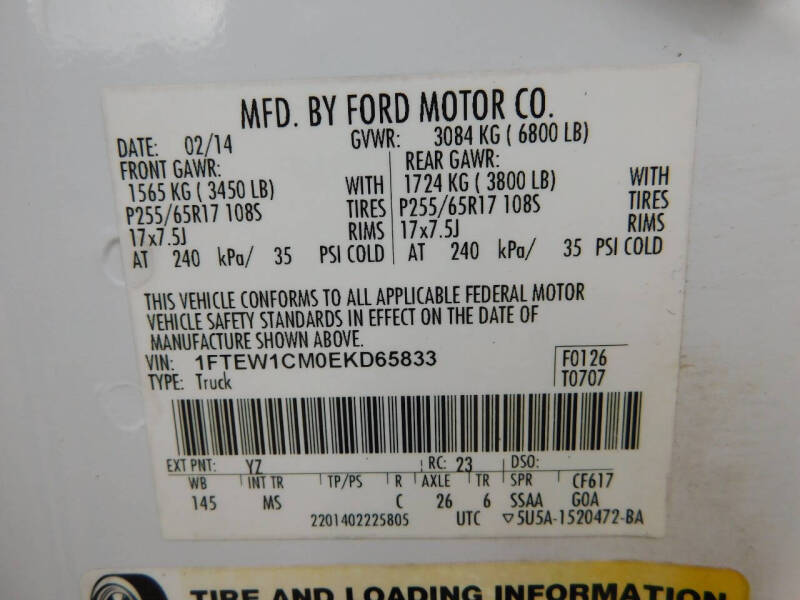 MFD. BY FORD MOTOR CO.
DATE: 02/14 GVWR: 3084 KG ( 6800 LB)
FRONT GAWR: REAR GAWR:
1565 KG ( 3450 LB) WITH 1724 KG ( 3800 LB) WITH
P255/65R17 108S TIRES P255/65R17 108S TIRES
17x7.5J RIMS 17x7.5J RIMS
AT 240 kPa/ 35 PSI COLD AT 240 kPa/ 35 PSI COLD
THIS VEHICLE CONFORMS TO ALL APPLICABLE FEDERAL MOTOR
VEHICLE SAFETY STANDARDS IN EFFECT ON THE DATE OF
MANUFACTURE SHOWN ABOVE.
VIN: 1FTEW1CM0EKD65833 F0126
TYPE: Truck T0707
EXT PNT: YZ RC: 23 DSO:
WB INT TR TP/PS R AXLE TR SPR CF617
145 MS C 26 6 SSAA GOA
2201402225805 UTC ▽5U5A-1520472-BA
TIRE AND LOADING INFORMATION